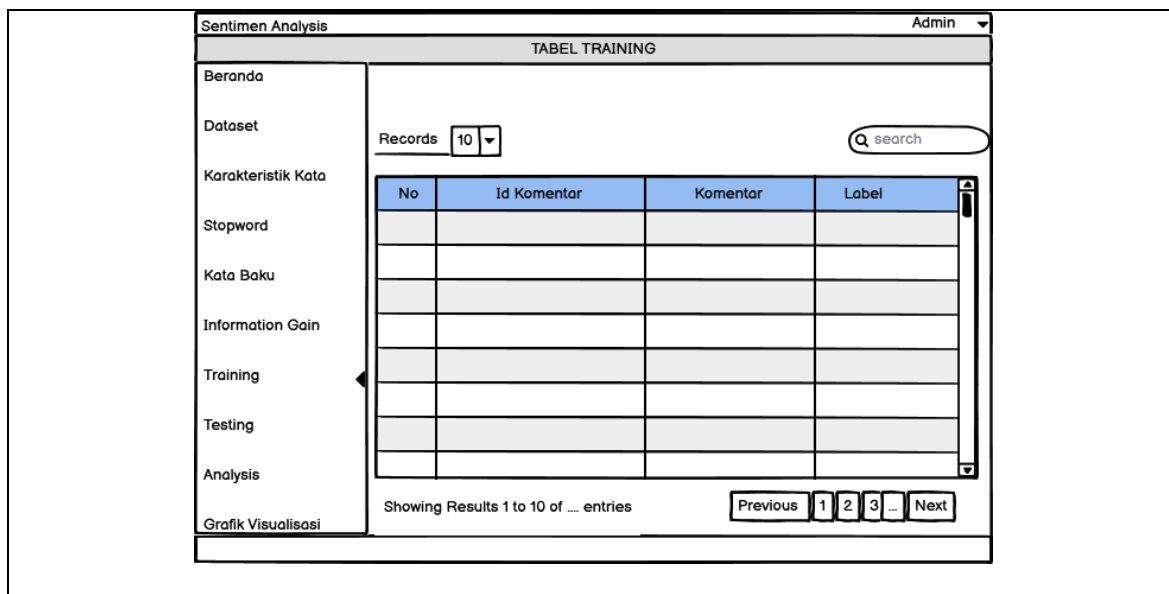 Sentimen Analysis
Admin
TABEL TRAINING
Beranda
Dataset
Karakteristik Kata
Stopword
Kata Baku
Information Gain
Training
Testing
Analysis
Grafik Visualisasi
Records 10
search
No Id Komentar Komentar Label
Showing Results 1 to 10 of .... entries
Previous 1 2 3 ... Next